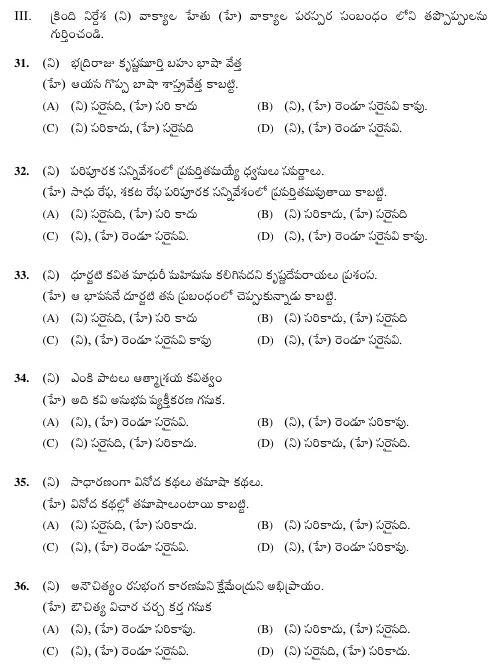 III. క్రింది నిర్దేశ (ని) వాక్యాల హేతు (హే) వాక్యాల పరస్పర సంబంధం లోని తప్పొప్పులను
గుర్తించండి.
31. (ని) భద్రిరాజు కృష్ణమూర్తి బహు భాషా వేత్త
(హే) ఆయన గొప్ప బాషా శాస్త్రవేత్త కాబట్టి.
(A) (ని) సరైనది, (హే) సరి కాదు (B) (ని), (హే) రెండూ సరైనవి కావు.
(C) (ని) సరికాదు, (హే) సరైనది (D) (ని), (హే) రెండూ సరైనవి.
32. (ని) పరిపూరక సన్నివేశంలో ప్రవర్తితమయ్యే ధ్వనులు సవర్ణాలు.
(హే) సాధు రేఫ, శకట రేఫ పరిపూరక సన్నివేశంలో ప్రవర్తితమవుతాయి కాబట్టి.
(A) (ని) సరైనది, (హే) సరి కాదు (B) (ని) సరికాదు, (హే) సరైనది
(C) (ని), (హే) రెండూ సరైనవి. (D) (ని), (హే) రెండూ సరైనవి కావు.
33. (ని) ధూర్జటి కవిత మాధురీ మహిమను కలిగినదని కృష్ణదేవరాయలు ప్రశంస.
(హే) ఆ భావననే దూర్జటి తన ప్రబంధంలో చెప్పుకున్నాడు కాబట్టి.
(A) (ని) సరైనది, (హే) సరి కాదు (B) (ని) సరికాదు, (హే) సరైనది
(C) (ని), (హే) రెండూ సరైనవి కావు (D) (ని), (హే) రెండూ సరైనవి.
34. (ని) ఎంకి పాటలు ఆత్మాశ్రయ కవిత్వం
(హే) అది కవి అనుభవ వ్యక్తీకరణ గనుక.
(A) (ని), (హే) రెండూ సరైనవి. (B) (ని), (హే) రెండూ సరికావు.
(C) (ని) సరైనది, (హే) సరికాదు. (D) (ని) సరికాదు, (హే) సరైనది.
35. (ని) సాధారణంగా వినోద కథలు తమాషా కథలు.
(హే) వినోద కథల్లో తమాషాలుంటాయి కాబట్టి.
(A) (ని) సరైనది, (హే) సరికాదు. (B) (ని) సరికాదు, (హే) సరైనది.
(C) (ని), (హే) రెండూ సరైనవి. (D) (ని), (హే) రెండూ సరికావు.
36. (ని) అనౌచిత్యం రసభంగ కారణమని క్షేమేంద్రుని అభిప్రాయం.
(హే) ఔచిత్య విచార చర్చ కర్త గనుక
(A) (ని), (హే) రెండూ సరికావు. (B) (ని) సరికాదు, (హే) సరైనది.
(C) (ని), (హే) రెండూ సరైనవి. (D) (ని) సరైనది, (హే) సరికాదు.